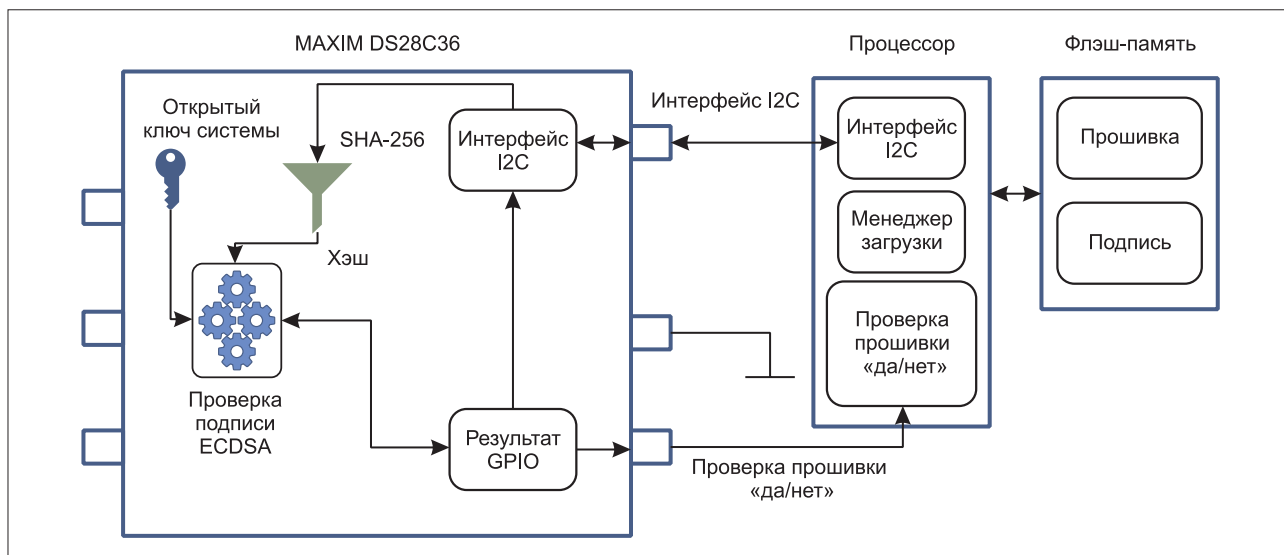 MAXIM DS28C36
Процессор
Флэш-память
Открытый
ключ системы
SHA-256
Интерфейс
I2C
Интерфейс I2C
Интерфейс
I2C
Прошивка
Менеджер
загрузки
Подпись
Хэш
Проверка
прошивки
«да/нет»
Проверка
подписи
ECDSA
Результат
GPIO
Проверка прошивки
«да/нет»